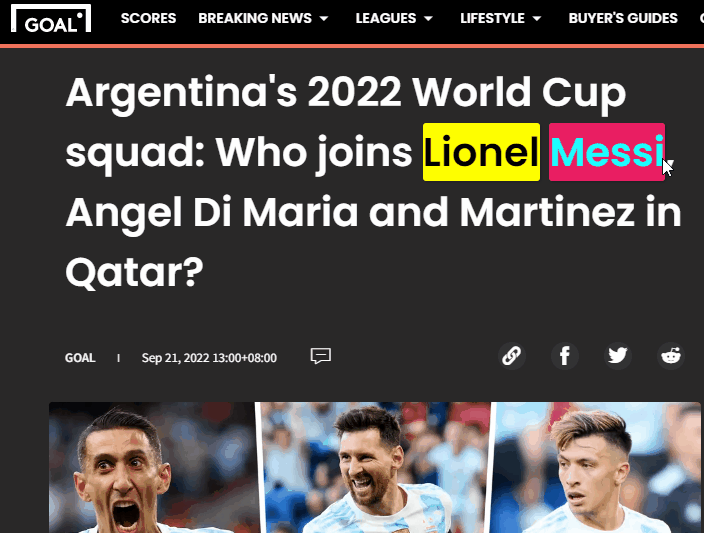 GOAL SCORES BREAKING NEWS LEAGUES LIFESTYLE BUYER'S GUIDES
Argentina's 2022 World Cup
squad: Who joins Lionel Messi,
Angel Di Maria and Martinez in
Qatar?
GOAL | Sep 21, 2022 13:00+08:00